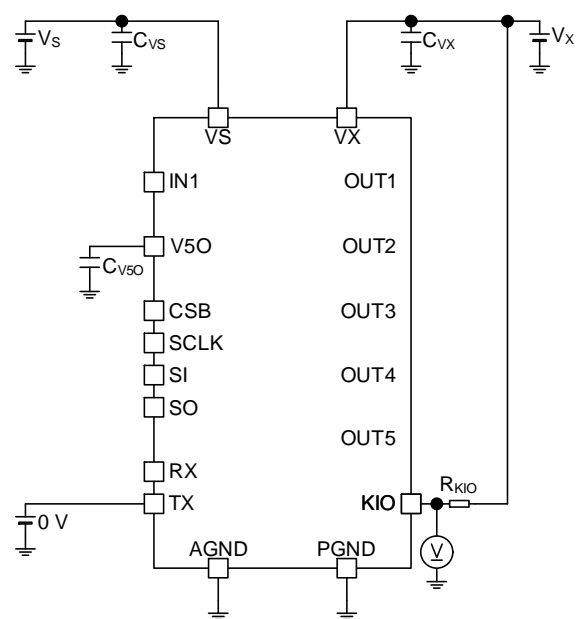 VS CVS CVX VX
VS VX
IN1 OUT1
V5O OUT2
CV5O
CSB OUT3
SCLK
SI OUT4
SO
OUT5
RX RKIO
TX KIO
0 V V
AGND PGND